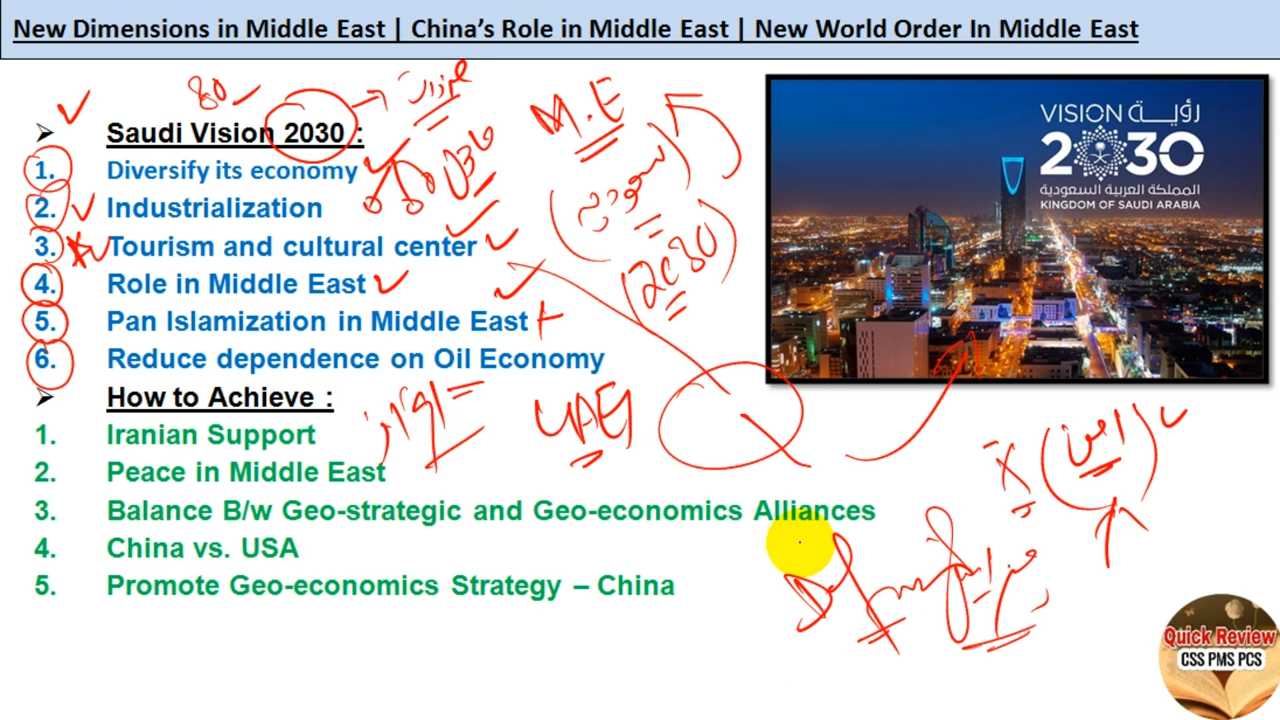 New Dimensions in Middle East | China's Role in Middle East | New World Order In Middle East
80
M.E
➤ Saudi Vision 2030 :
1. Diversify its economy
2030
2. Industrialization
3. Tourism and cultural center
(2030)
4. Role in Middle East
5. Pan Islamization in Middle East
6. Reduce dependence on Oil Economy
➤ How to Achieve :
UAE
1. Iranian Support
2. Peace in Middle East
3. Balance B/w Geo-strategic and Geo-economics Alliances
4. China vs. USA
5. Promote Geo-economics Strategy – China
VISION رؤية
2030
المملكة العربية السعودية
KINGDOM OF SAUDI ARABIA
Quick Review
CSS PMS PCS